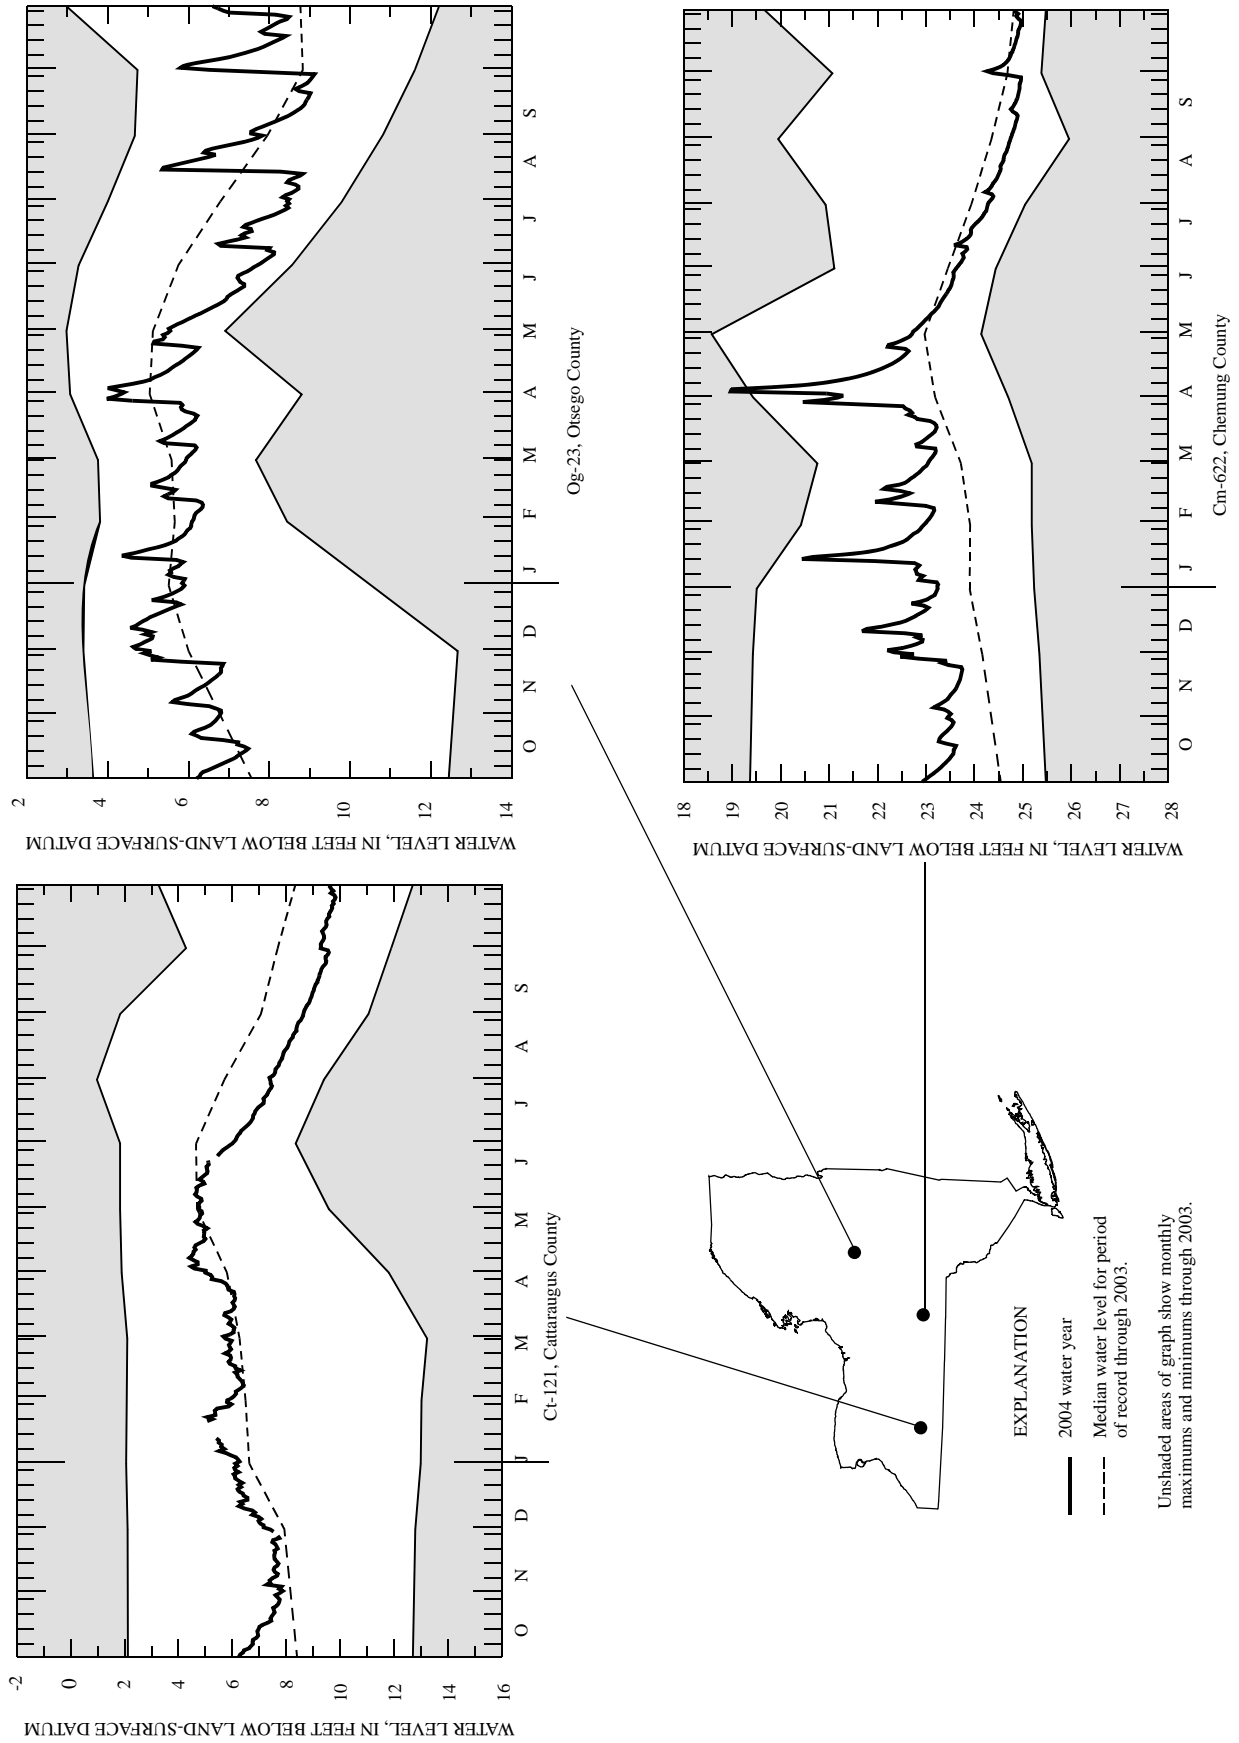 WATER LEVEL, IN FEET BELOW LAND-SURFACE DATUM
-2
0
2
4
6
8
10
12
14
16
O N D J F M A M J J A S
Ct-121, Cattaraugus County
WATER LEVEL, IN FEET BELOW LAND-SURFACE DATUM
2
4
6
8
10
12
14
O N D J F M A M J J A S
Og-23, Otsego County
WATER LEVEL, IN FEET BELOW LAND-SURFACE DATUM
18
19
20
21
22
23
24
25
26
27
28
O N D J F M A M J J A S
Cm-622, Chemung County
EXPLANATION
2004 water year
Median water level for period
of record through 2003.
Unshaded areas of graph show monthly
maximums and minimums through 2003.